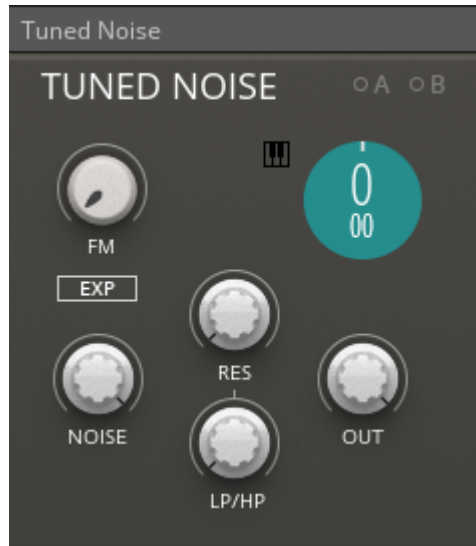 Tuned Noise
TUNED NOISE A B
0
00
FM
EXP
RES
NOISE
OUT
LP/HP